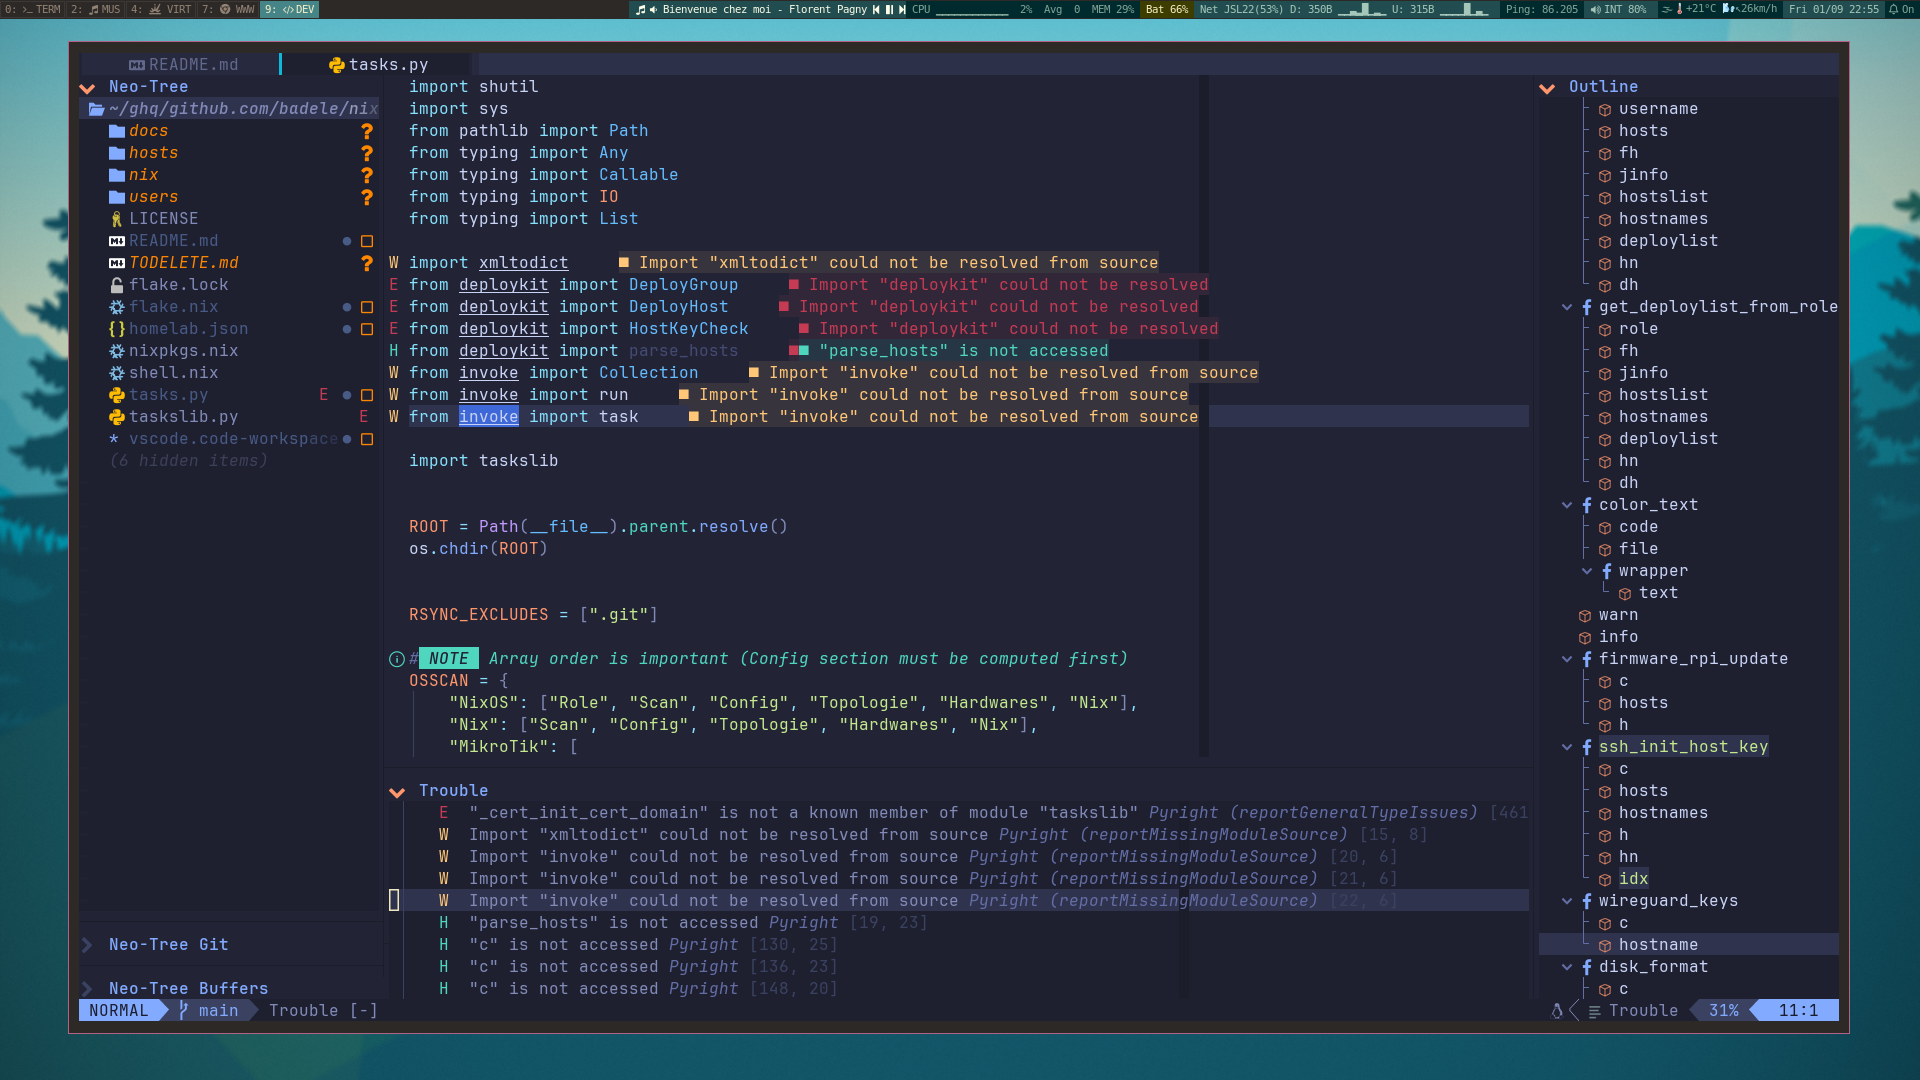 0: TERM 2: MUS 4: VIRT 7: WWW 9: </>DEV Bienvenue chez moi - Florent Pagny CPU 2% Avg 0 MEM 29% Bat 66% Net JSL22(53%) D: 350B U: 315B Ping: 86.205 INT 80% +21°C 26km/h Fri 01/09 22:55 On
README.md
tasks.py
Neo-Tree
~/ghq/github.com/badele/nix
docs ?
hosts ?
nix ?
users ?
LICENSE
README.md
TODELETE.md ?
flake.lock
flake.nix
homelab.json
nixpkgs.nix
shell.nix
tasks.py E
taskslib.py E
vscode.code-workspace
(6 hidden items)
Neo-Tree Git
Neo-Tree Buffers
import shutil
import sys
from pathlib import Path
from typing import Any
from typing import Callable
from typing import IO
from typing import List
W import xmltodict Import "xmltodict" could not be resolved from source
E from deploykit import DeployGroup Import "deploykit" could not be resolved
E from deploykit import DeployHost Import "deploykit" could not be resolved
E from deploykit import HostKeyCheck Import "deploykit" could not be resolved
H from deploykit import parse_hosts "parse_hosts" is not accessed
W from invoke import Collection Import "invoke" could not be resolved from source
W from invoke import run Import "invoke" could not be resolved from source
W from invoke import task Import "invoke" could not be resolved from source
import taskslib
ROOT = Path(__file__).parent.resolve()
os.chdir(ROOT)
RSYNC_EXCLUDES = [".git"]
# NOTE Array order is important (Config section must be computed first)
OSSCAN = {
"NixOS": ["Role", "Scan", "Config", "Topologie", "Hardwares", "Nix"],
"Nix": ["Scan", "Config", "Topologie", "Hardwares", "Nix"],
"MikroTik": [
Trouble
E "_cert_init_cert_domain" is not a known member of module "taskslib" Pyright (reportGeneralTypeIssues) [461
W Import "xmltodict" could not be resolved from source Pyright (reportMissingModuleSource) [15, 8]
W Import "invoke" could not be resolved from source Pyright (reportMissingModuleSource) [20, 6]
W Import "invoke" could not be resolved from source Pyright (reportMissingModuleSource) [21, 6]
W Import "invoke" could not be resolved from source Pyright (reportMissingModuleSource) [22, 6]
H "parse_hosts" is not accessed Pyright [19, 23]
H "c" is not accessed Pyright [130, 25]
H "c" is not accessed Pyright [136, 23]
H "c" is not accessed Pyright [148, 20]
Outline
username
hosts
fh
jinfo
hostslist
hostnames
deploylist
hn
dh
get_deploylist_from_role
role
fh
jinfo
hostslist
hostnames
deploylist
hn
dh
color_text
code
file
wrapper
text
warn
info
firmware_rpi_update
c
hosts
h
ssh_init_host_key
c
hosts
hostnames
h
hn
idx
wireguard_keys
c
hostname
disk_format
c
NORMAL main Trouble [-] Trouble 31% 11:1